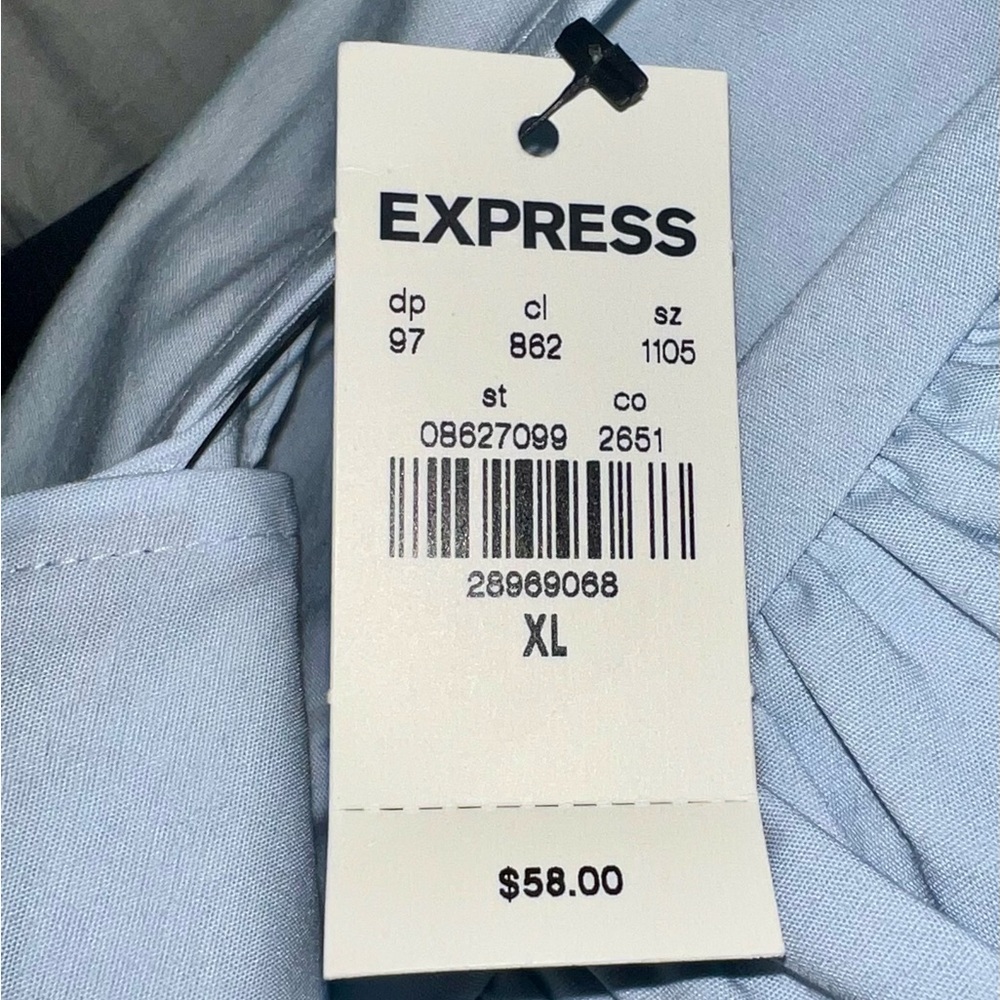 EXPRESS
dp cl sz
97 862 1105
st co
08627099 2651
28969068
XL
$58.00